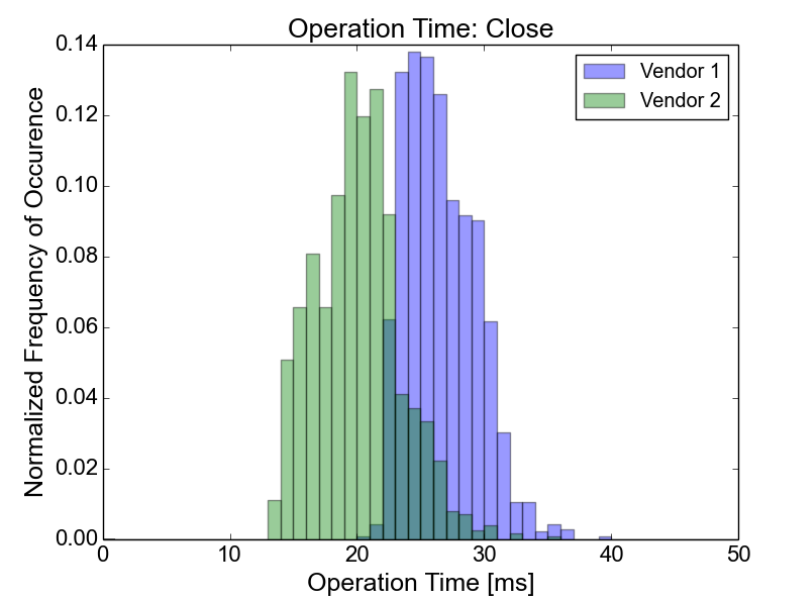 Operation Time: Close
Normalized Frequency of Occurence
0.14
0.12
0.10
0.08
0.06
0.04
0.02
0.00
Vendor 1
Vendor 2
0 10 20 30 40 50
Operation Time [ms]